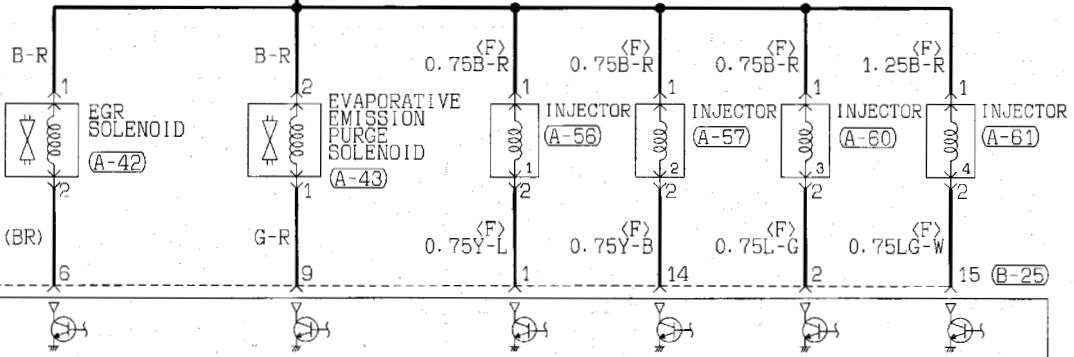 B-R
B-R
<F>
0.75B-R
<F>
0.75B-R
<F>
0.75B-R
<F>
1.25B-R
1
2
1
1
1
1
EGR
SOLENOID
(A-42)
EVAPORATIVE
EMISSION
PURGE
SOLENOID
(A-43)
INJECTOR
(A-56)
1
INJECTOR
(A-57)
2
INJECTOR
(A-60)
3
INJECTOR
(A-61)
4
2
1
2
2
2
2
(BR)
G-R
<F>
0.75Y-L
<F>
0.75Y-B
<F>
0.75L-G
<F>
0.75LG-W
6
9
1
14
2
15 (B-25)